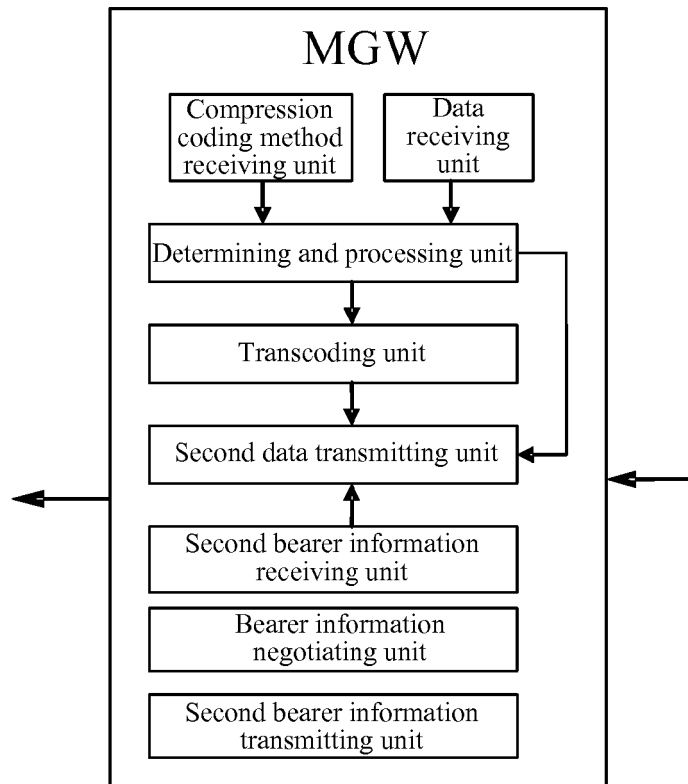 MGW
Compression
coding method
receiving unit
Data
receiving
unit
Determining and processing unit
Transcoding unit
Second data transmitting unit
Second bearer information
receiving unit
Bearer information
negotiating unit
Second bearer information
transmitting unit